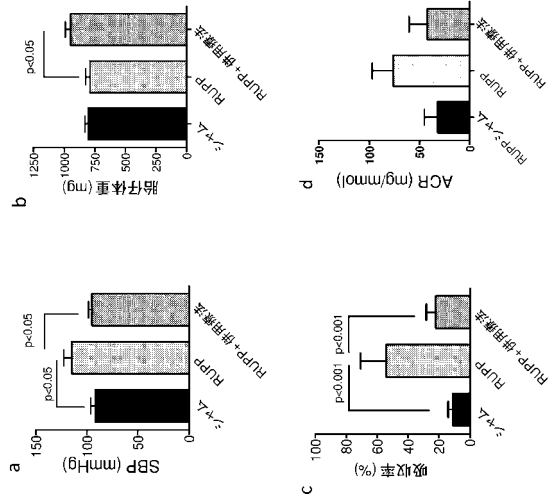 a
SBP (mmHg)
150
100
50
0
p<0.05
p<0.05
シャム
RUPP
RUPP+併用療法
b
胎仔体重 (mg)
1250
1000
750
500
250
0
p<0.05
シャム
RUPP
RUPP+併用療法
c
吸収率 (%)
100
80
60
40
20
0
p<0.001
p<0.001
シャム
RUPP
RUPP+併用療法
d
ACR (mg/mmol)
150
100
50
0
RUPPシャム
RUPP
RUPP+併用療法